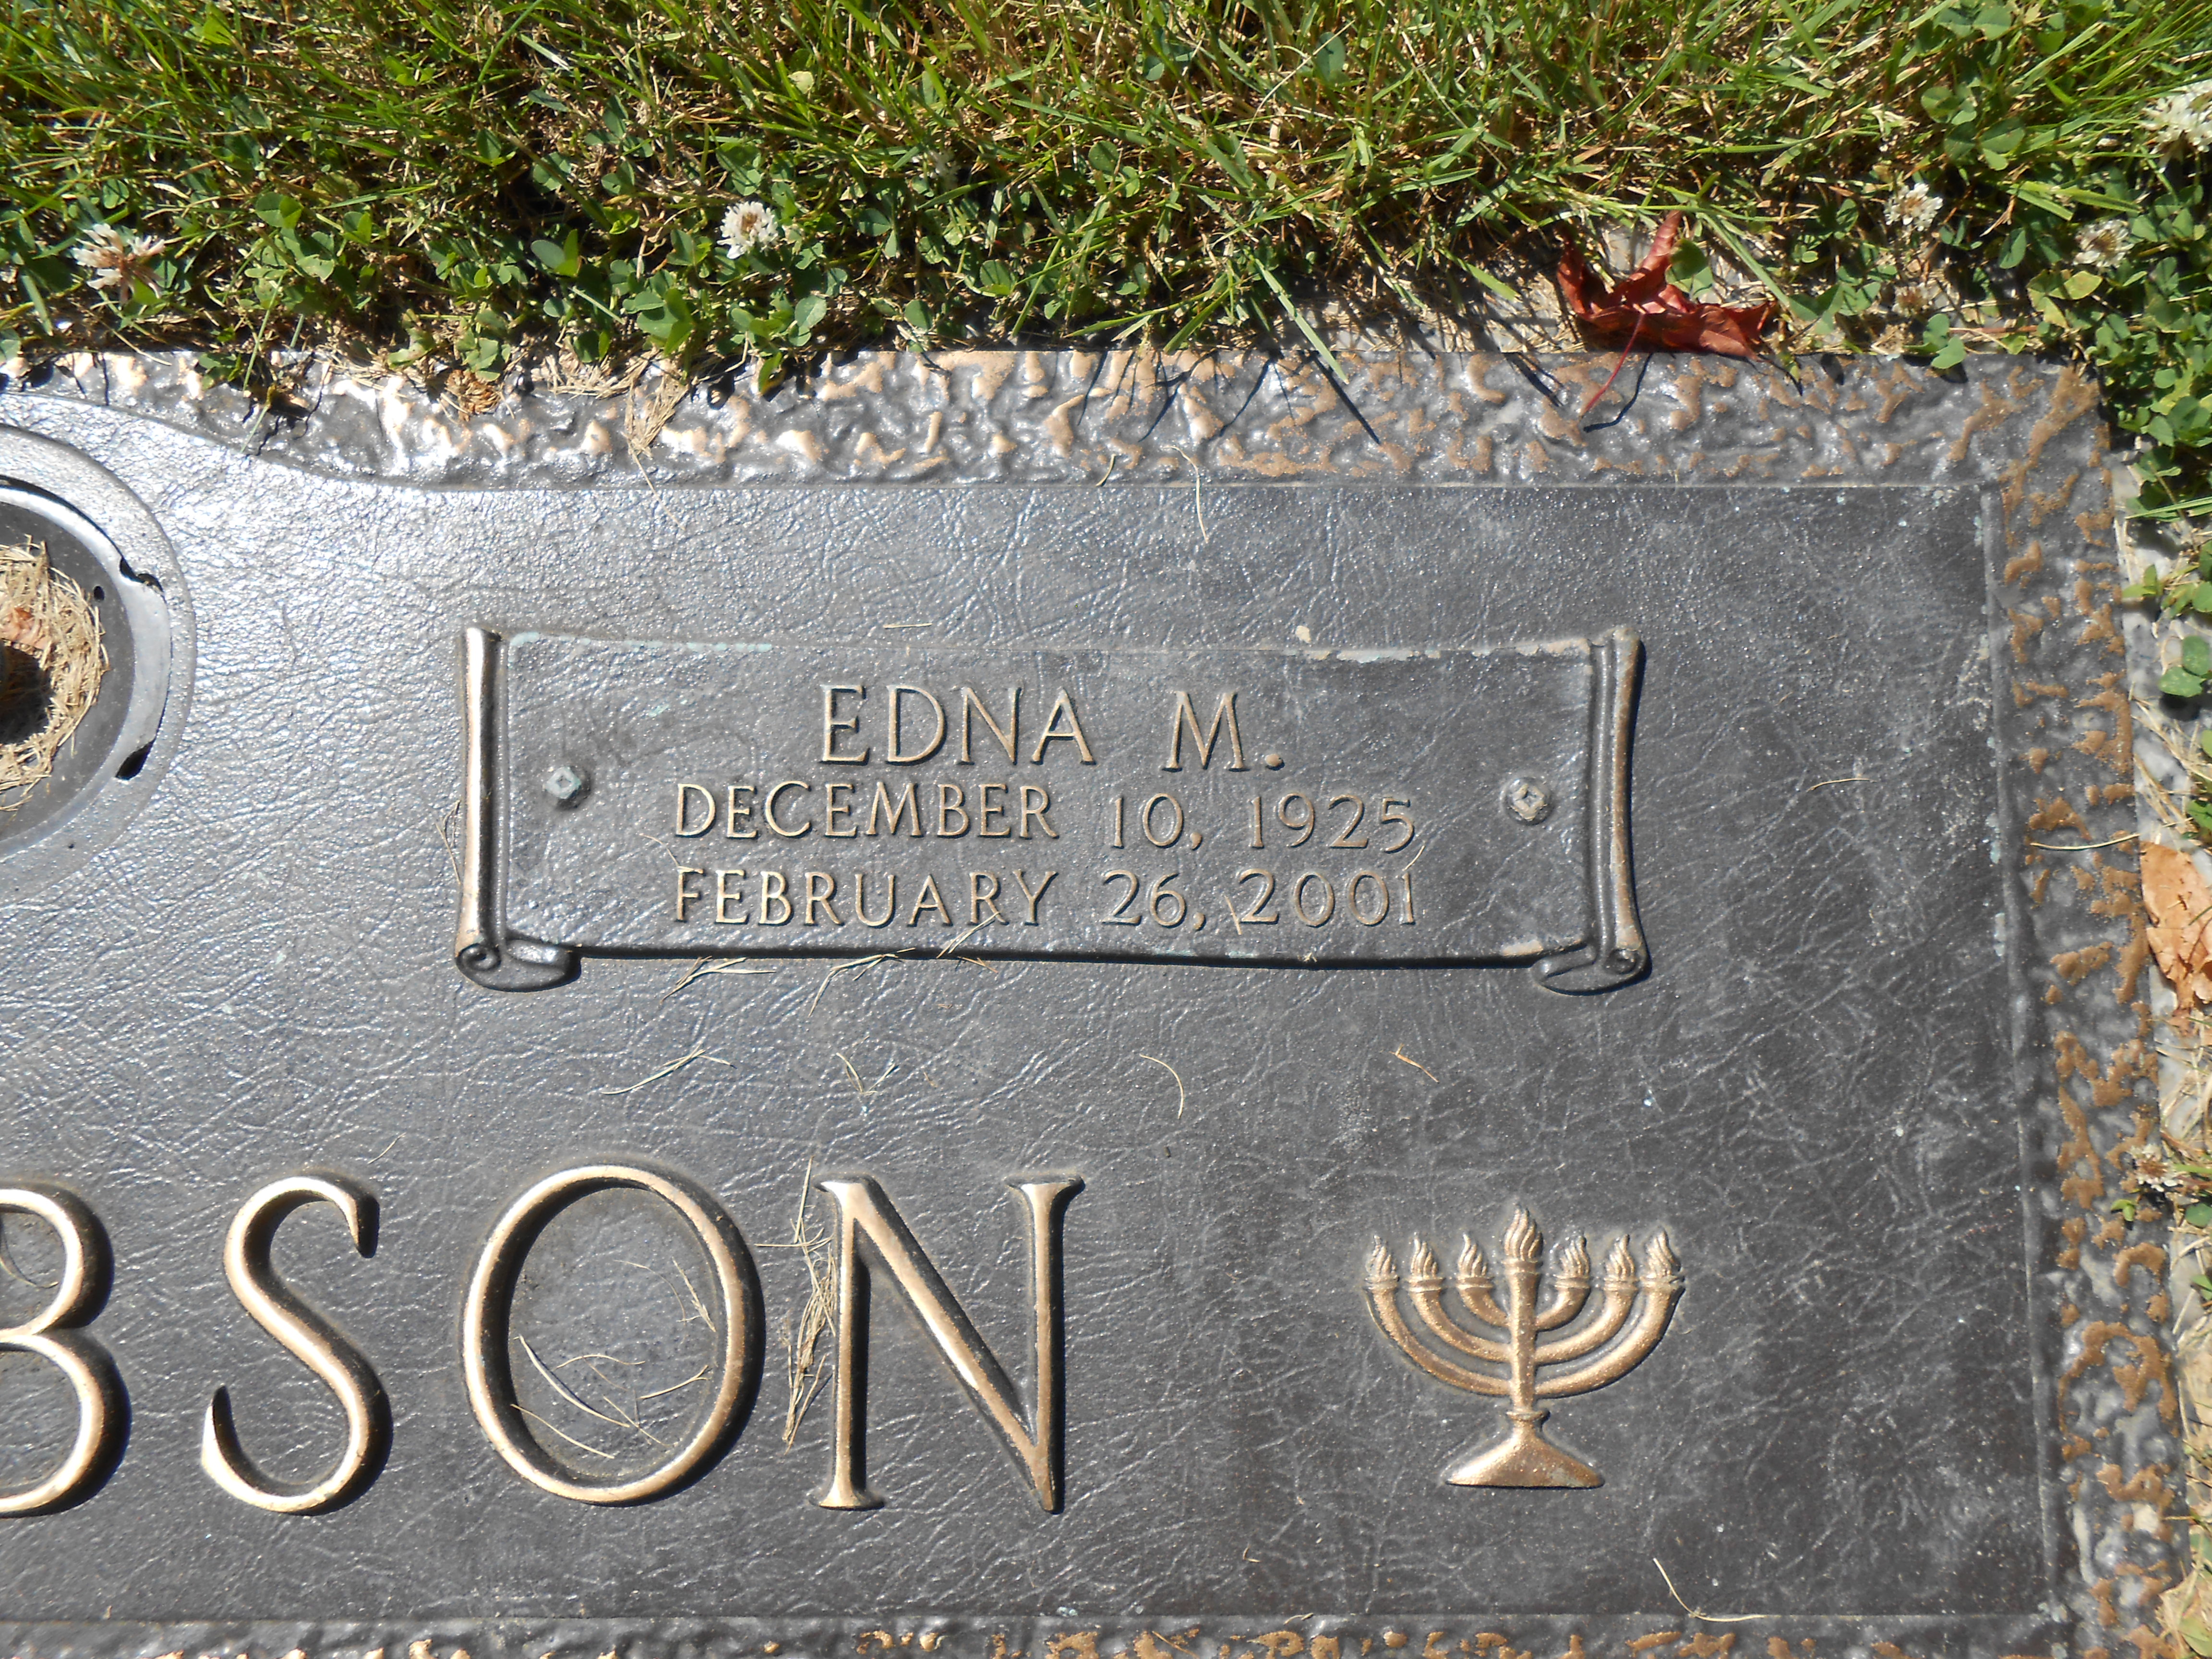 EDNA M.
DECEMBER 10, 1925
FEBRUARY 26, 2001
BSON